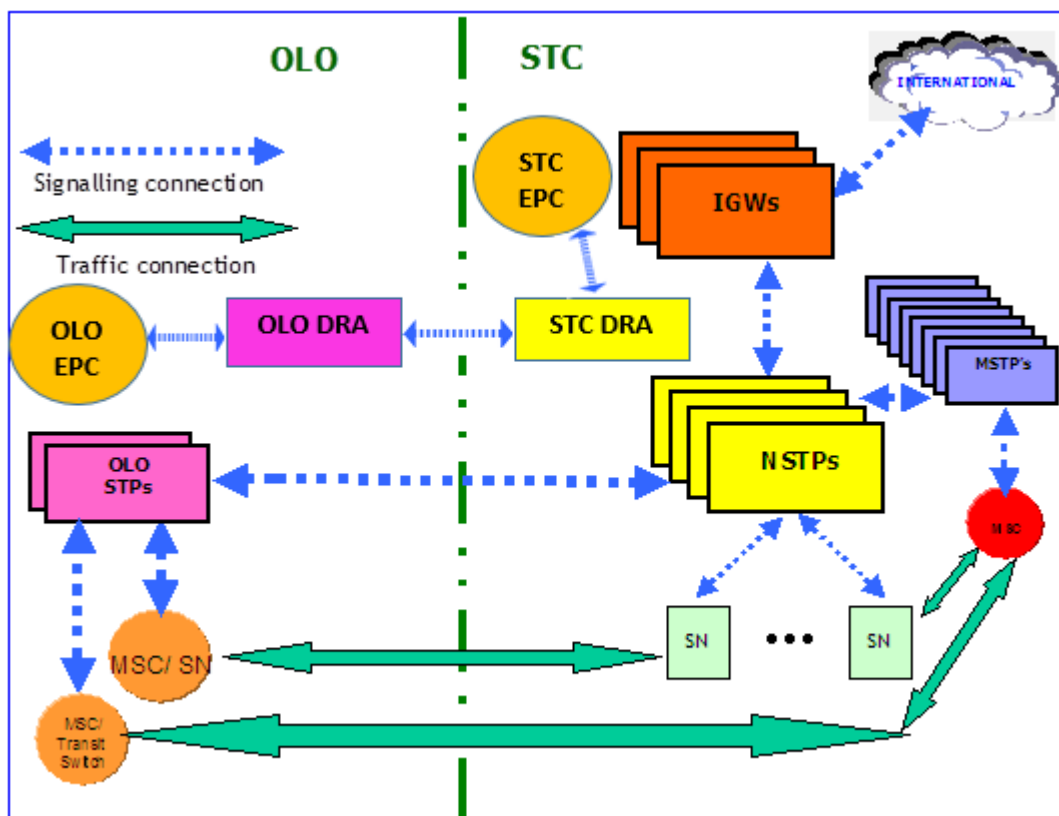 OLO
STC
INTERNATIONAL
Signalling connection
Traffic connection
STC
EPC
IGWs
OLO
EPC
OLO DRA
STC DRA
MSTP's
OLO
STPs
NSTPs
MSC
MSC/ SN
SN
•••
SN
MSC/
Transit
Switch